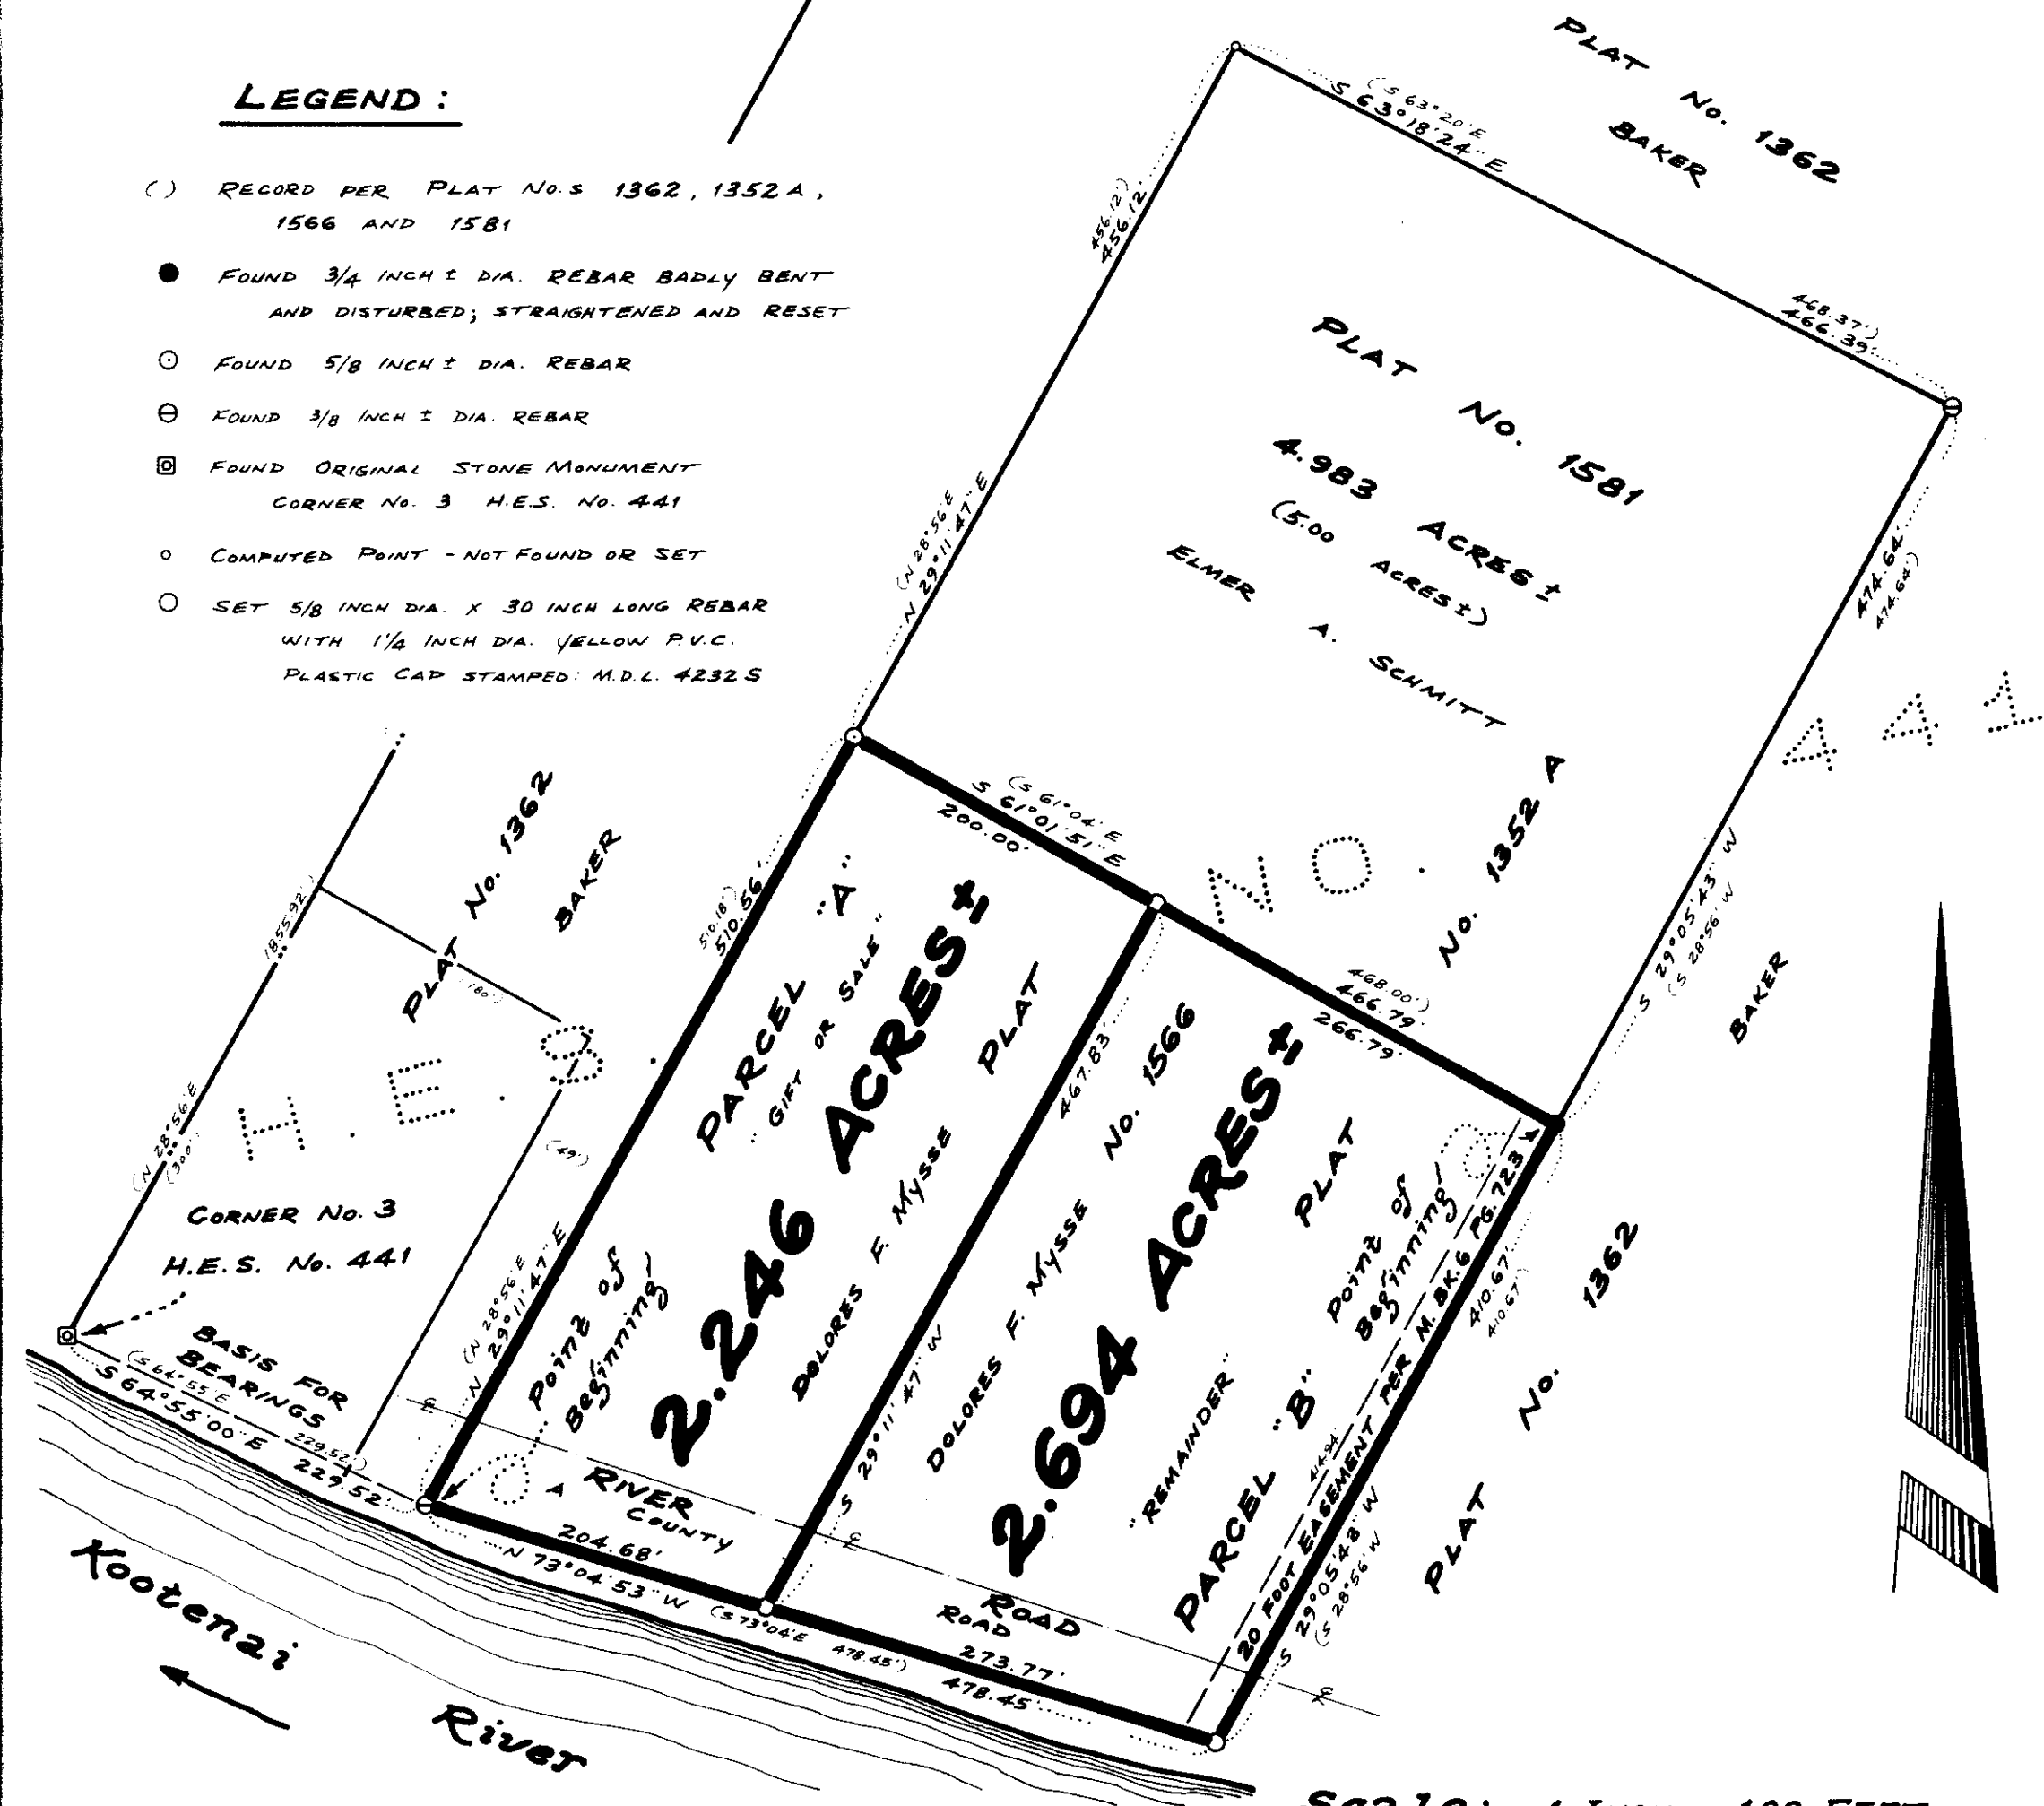 LEGEND :
( ) RECORD PER PLAT No.s 1362, 1352 A,
1566 AND 1581
FOUND 3/4 INCH ± DIA. REBAR BADLY BENT
AND DISTURBED; STRAIGHTENED AND RESET
FOUND 5/8 INCH ± DIA. REBAR
FOUND 3/8 INCH ± DIA. REBAR
FOUND ORIGINAL STONE MONUMENT
CORNER No. 3 H.E.S. No. 441
COMPUTED POINT - NOT FOUND OR SET
SET 5/8 INCH DIA. X 30 INCH LONG REBAR
WITH 1 1/4 INCH DIA. YELLOW P.V.C.
PLASTIC CAP STAMPED: M.D.L. 4232 S
PLAT No. 1362
BAKER
(S 63°20' E
S 63°18'24" E
468.37')
466.39'
456.12')
456.12
(N 28°56' E
N 29°11'47" E
PLAT No. 1581
4.983 ACRES ±
(5.00 ACRES ±)
ELMER A. SCHMITT
474.64'
474.64')
S 29°05'43" W
(S 28°56' W
No. 1352 A
H.E.S. NO. 441
BAKER
PLAT No. 1362
BAKER
1855.92')
(180')
(49')
(N 28°56' E
(300')
CORNER No. 3
H.E.S. No. 441
BASIS FOR
BEARINGS
(S 64°55' E
229.52')
S 64°55'00" E
229.52'
(S 61°04' E
S 61°01'51" E
200.00'
468.00')
466.79'
266.79'
510.18')
510.56'
(N 28°56' E
N 29°11'47" E
PARCEL "A"
"GIFT OR SALE"
2.246 ACRES ±
DOLORES F. MYSSE PLAT
Point of
Beginning
467.83'
S 29°11'47" W
DOLORES F. MYSSE No. 1566
2.694 ACRES ±
"REMAINDER"
PARCEL "B" PLAT
Point of
Beginning
414.94'
20 FOOT EASEMENT PER M. BK. 6 PG. 723
410.67'
410.67')
S 29°05'43" W
(S 28°56' W
PLAT No. 1362
RIVER ROAD
COUNTY ROAD
A
204.68'
N 73°04'53" W
(S 73°04' E
478.45')
273.77'
478.45'
Kootenai River
Scale: 1 INCH 100 FEET